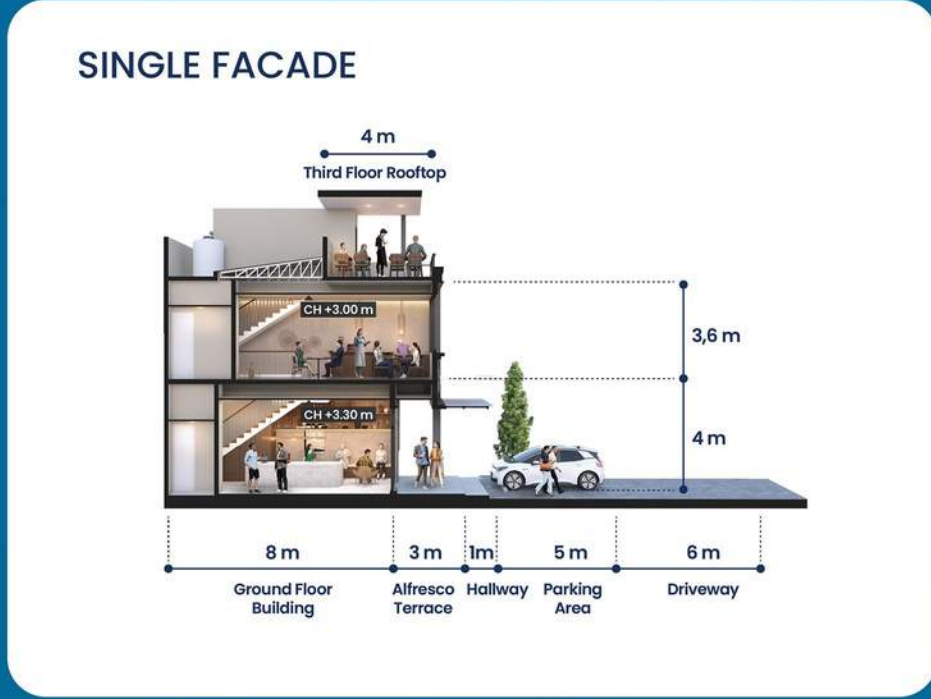 SINGLE FACADE
4 m
Third Floor Rooftop
CH +3.00 m
3,6 m
CH +3.30 m
4 m
8 m
3 m
1m
5 m
6 m
Ground Floor
Building
Alfresco
Terrace
Hallway
Parking
Area
Driveway